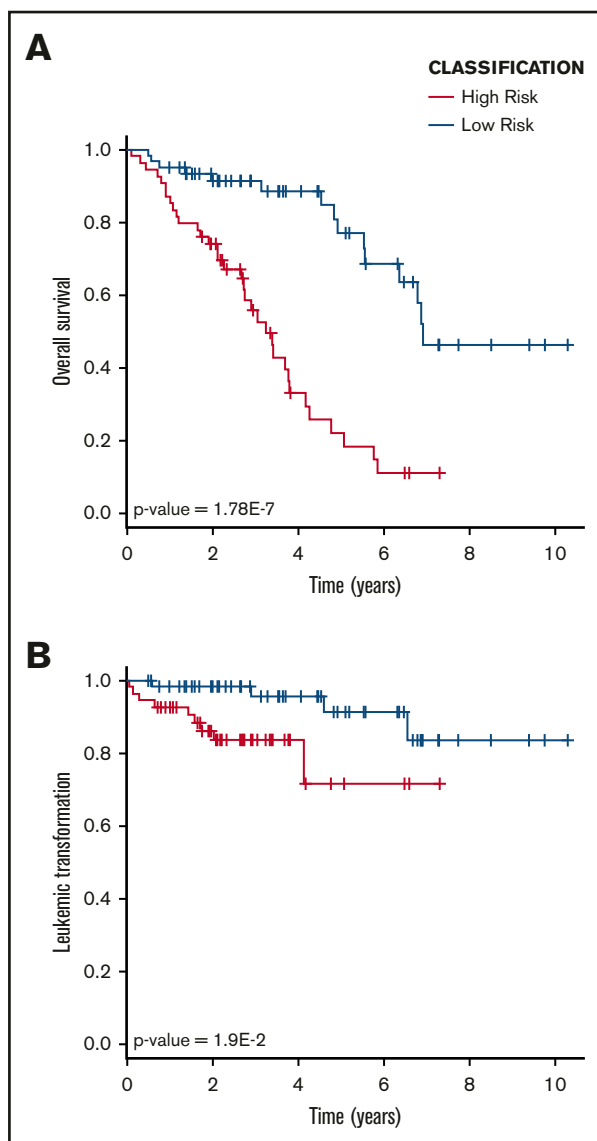 A
CLASSIFICATION
High Risk
Low Risk
1.0
0.8
0.6
0.4
0.2
0.0
Overall survival
p-value = 1.78E-7
0 2 4 6 8 10
Time (years)
B
1.0
0.8
0.6
0.4
0.2
0.0
Leukemic transformation
p-value = 1.9E-2
0 2 4 6 8 10
Time (years)